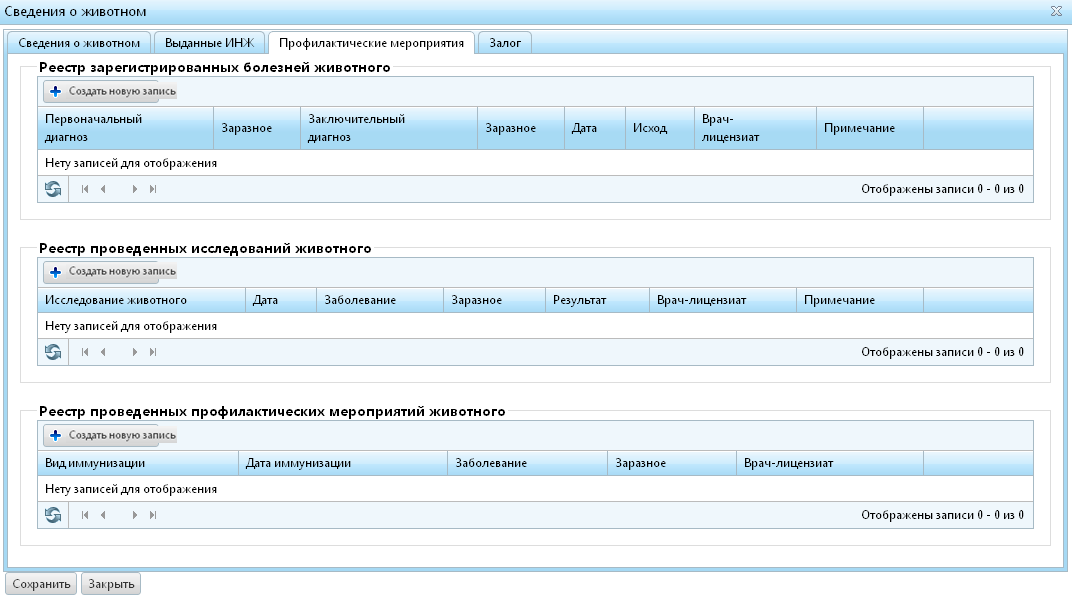 Сведения о животном
Сведения о животном Выданные ИНЖ Профилактические мероприятия Залог
Реестр зарегистрированных болезней животного
Создать новую запись
Первоначальный диагноз Заразное Заключительный диагноз Заразное Дата Исход Врач-лицензиат Примечание
Нету записей для отображения
Отображены записи 0 - 0 из 0
Реестр проведенных исследований животного
Создать новую запись
Исследование животного Дата Заболевание Заразное Результат Врач-лицензиат Примечание
Нету записей для отображения
Отображены записи 0 - 0 из 0
Реестр проведенных профилактических мероприятий животного
Создать новую запись
Вид иммунизации Дата иммунизации Заболевание Заразное Врач-лицензиат
Нету записей для отображения
Отображены записи 0 - 0 из 0
Сохранить Закрыть